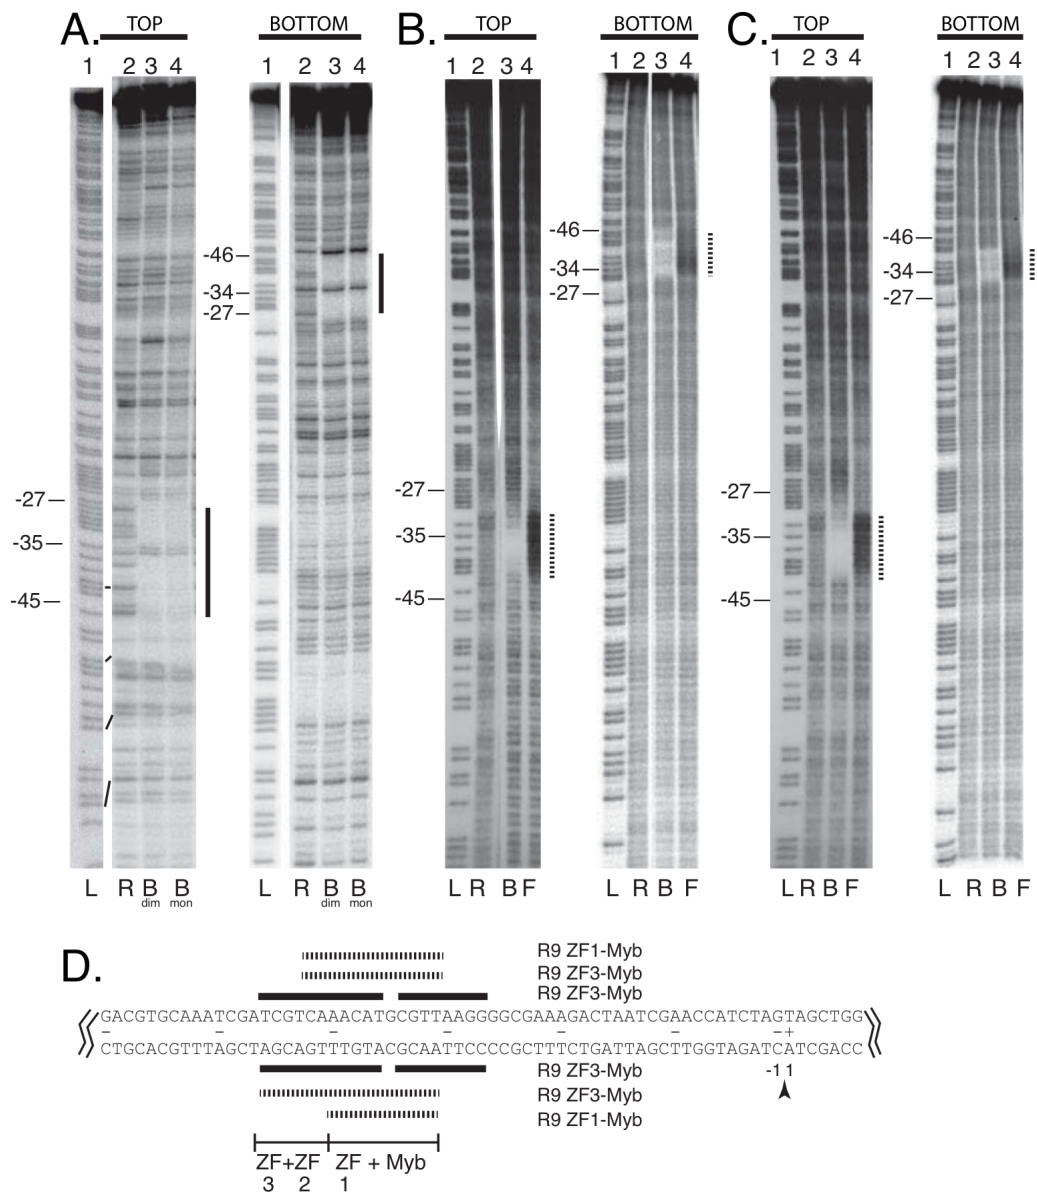 A. TOP BOTTOM B. TOP BOTTOM C. TOP BOTTOM
1 2 3 4 1 2 3 4 1 2 3 4 1 2 3 4 1 2 3 4 1 2 3 4
-46 -46 -46
-34 -34 -34
-27 -27 -27
-27 -27 -27
-35 -35 -35
-45 -45 -45
L R B B L R B B L R B F L R B F L R B F L R B F
dim mon dim mon
D.
R9 ZF1-Myb
R9 ZF3-Myb
R9 ZF3-Myb
GACGTGCAAATCGATCGTCAAACATGCGTTAAGGGGCGAAAGACTAATCGAACCATCTAGTAGCTGG
– – – – – – –+
CTGCACGTTTAGCTAGCAGTTTGTACGCAATTCCCCGCTTTCTGATTAGCTTGGTAGATCATCGACC
R9 ZF3-Myb -1 1
R9 ZF3-Myb
R9 ZF1-Myb
ZF+ZF ZF + Myb
3 2 1